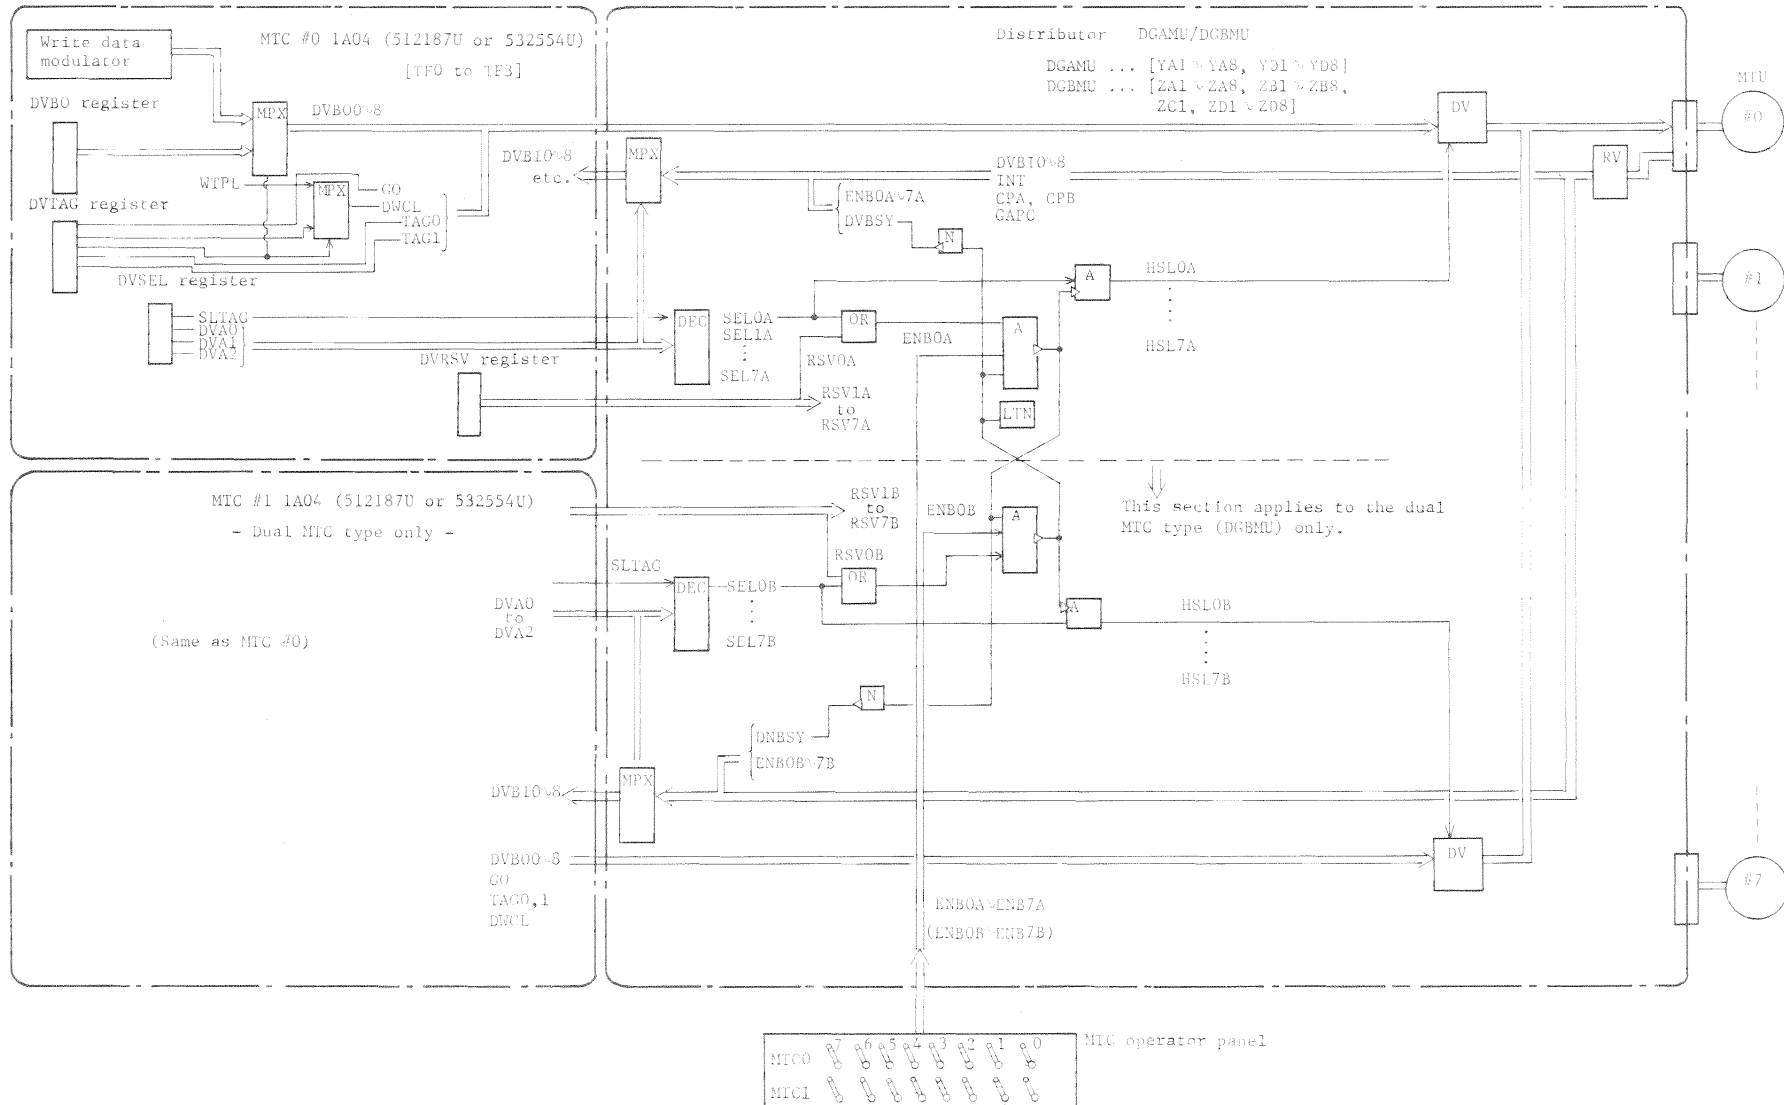 Write data
modulator
MTC #0 1A04 (512187U or 532554U)
[TF0 to TF3]
DVBO register
MPX
DVBO0~8
WTPL
MPX
GO
DWCL
TAG0
TAG1
DVTAG register
DVSEL register
SLTAG
DVA0
DVA1
DVA2
DVRSV register
Distributor DGAMU/DGBMU
DGAMU ... [YA1~YA8, YD1~YD8]
DGBMU ... [ZA1~ZA8, ZB1~ZB8,
ZC1, ZD1~ZD8]
MTU
#0
DV
MPX
DVBI0~8
etc.
DVBI0~8
INT
CPA, CPB
GAPC
RV
ENB0A~7A
DVBSY
N
#1
A
HSL0A
HSL7A
DEC
SEL0A
SEL1A
SEL7A
OR
ENB0A
A
RSV0A
RSV1A
to
RSV7A
LTN
MTC #1 1A04 (512187U or 532554U)
- Dual MTC type only -
(Same as MTC #0)
RSV1B
to
RSV7B
ENB0B
A
This section applies to the dual
MTC type (DGBMU) only.
RSV0B
SLTAG
DEC
SEL0B
OR
DVA0
to
DVA2
SEL7B
A
HSL0B
HSL7B
N
DNBSY
ENB0B~7B
MPX
DVBI0~8
DVBO0~8
GO
TAG0,1
DWCL
DV
#7
ENB0A~ENB7A
(ENB0B~ENB7B)
MTC operator panel
7 6 5 4 3 2 1 0
MTC0
MTC1